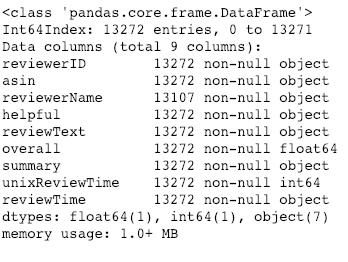 <class 'pandas.core.frame.DataFrame'>
Int64Index: 13272 entries, 0 to 13271
Data columns (total 9 columns):
reviewerID        13272 non-null object
asin              13272 non-null object
reviewerName      13107 non-null object
helpful           13272 non-null object
reviewText        13272 non-null object
overall           13272 non-null float64
summary           13272 non-null object
unixReviewTime    13272 non-null int64
reviewTime        13272 non-null object
dtypes: float64(1), int64(1), object(7)
memory usage: 1.0+ MB